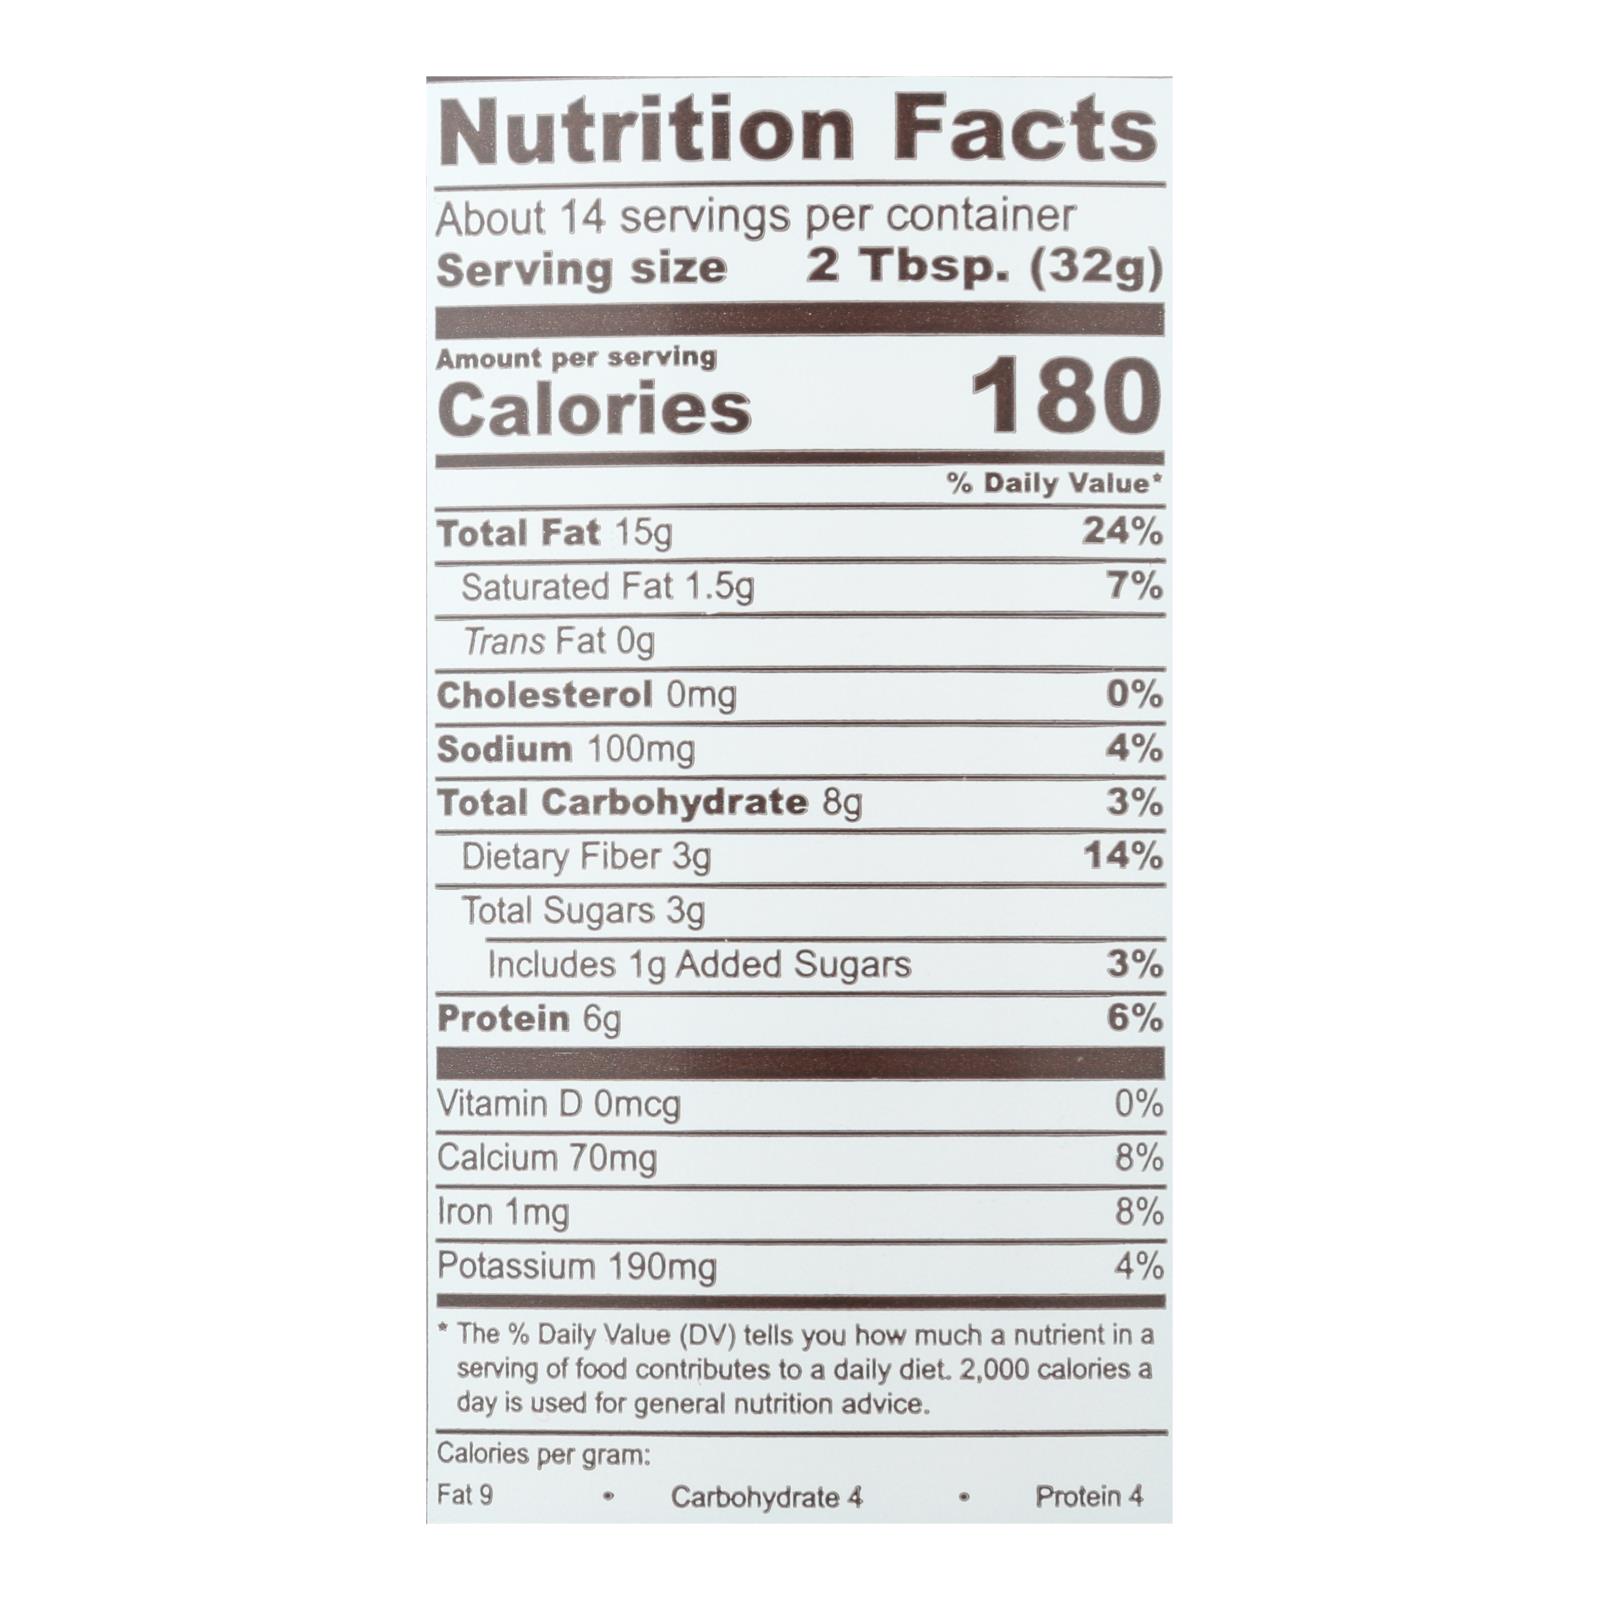 Nutrition Facts
About 14 servings per container
Serving size 2 Tbsp. (32g)
Amount per serving
Calories 180
% Daily Value*
Total Fat 15g 24%
Saturated Fat 1.5g 7%
Trans Fat 0g
Cholesterol 0mg 0%
Sodium 100mg 4%
Total Carbohydrate 8g 3%
Dietary Fiber 3g 14%
Total Sugars 3g
Includes 1g Added Sugars 3%
Protein 6g 6%
Vitamin D 0mcg 0%
Calcium 70mg 8%
Iron 1mg 8%
Potassium 190mg 4%
* The % Daily Value (DV) tells you how much a nutrient in a
serving of food contributes to a daily diet. 2,000 calories a
day is used for general nutrition advice.
Calories per gram:
Fat 9 • Carbohydrate 4 • Protein 4